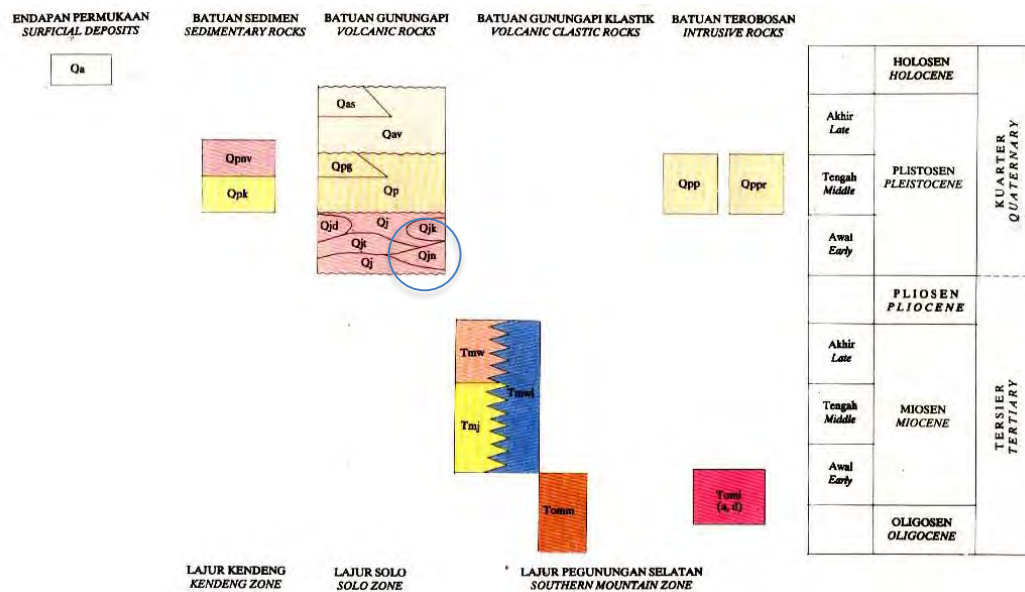 ENDAPAN PERMUKAAN
SURFICIAL DEPOSITS
BATUAN SEDIMEN
SEDIMENTARY ROCKS
BATUAN GUNUNGAPI
VOLCANIC ROCKS
BATUAN GUNUNGAPI KLASTIK
VOLCANIC CLASTIC ROCKS
BATUAN TEROBOSAN
INTRUSIVE ROCKS
Qa
Qas
Qav
Qpnv
Qpk
Qpg
Qp
Qpp
Qppr
Qjd
Qj
Qjk
Qjt
Qj
Qjn
Tmw
Tmwl
Tmj
Tomm
Tomi
(a, d)
HOLOSEN
HOLOCENE
Akhir
Late
Tengah
Middle
Awal
Early
PLISTOSEN
PLEISTOCENE
KUARTER
QUATERNARY
PLIOSEN
PLIOCENE
Akhir
Late
Tengah
Middle
Awal
Early
MIOSEN
MIOCENE
OLIGOSEN
OLIGOCENE
TERSIER
TERTIARY
LAJUR KENDENG
KENDENG ZONE
LAJUR SOLO
SOLO ZONE
LAJUR PEGUNUNGAN SELATAN
SOUTHERN MOUNTAIN ZONE